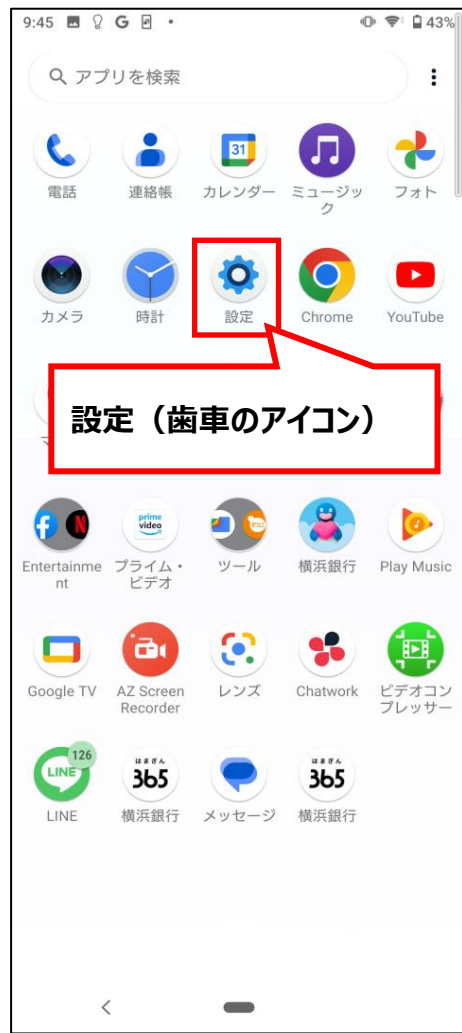 9:45
G
43%
アプリを検索
31
電話
連絡帳
カレンダー
ミュージッ
ク
フォト
カメラ
時計
設定
Chrome
YouTube
設定（歯車のアイコン）
prime
video
Entertainme
nt
プライム・
ビデオ
ツール
横浜銀行
Play Music
Google TV
AZ Screen
Recorder
レンズ
Chatwork
ビデオコン
プレッサー
126
LINE
はまぎん
365
はまぎん
365
LINE
横浜銀行
メッセージ
横浜銀行